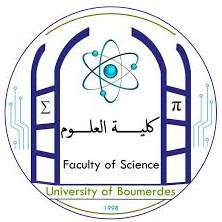 Σ π
كلية العلوم
Faculty of Science
University of Boumerdes
1998